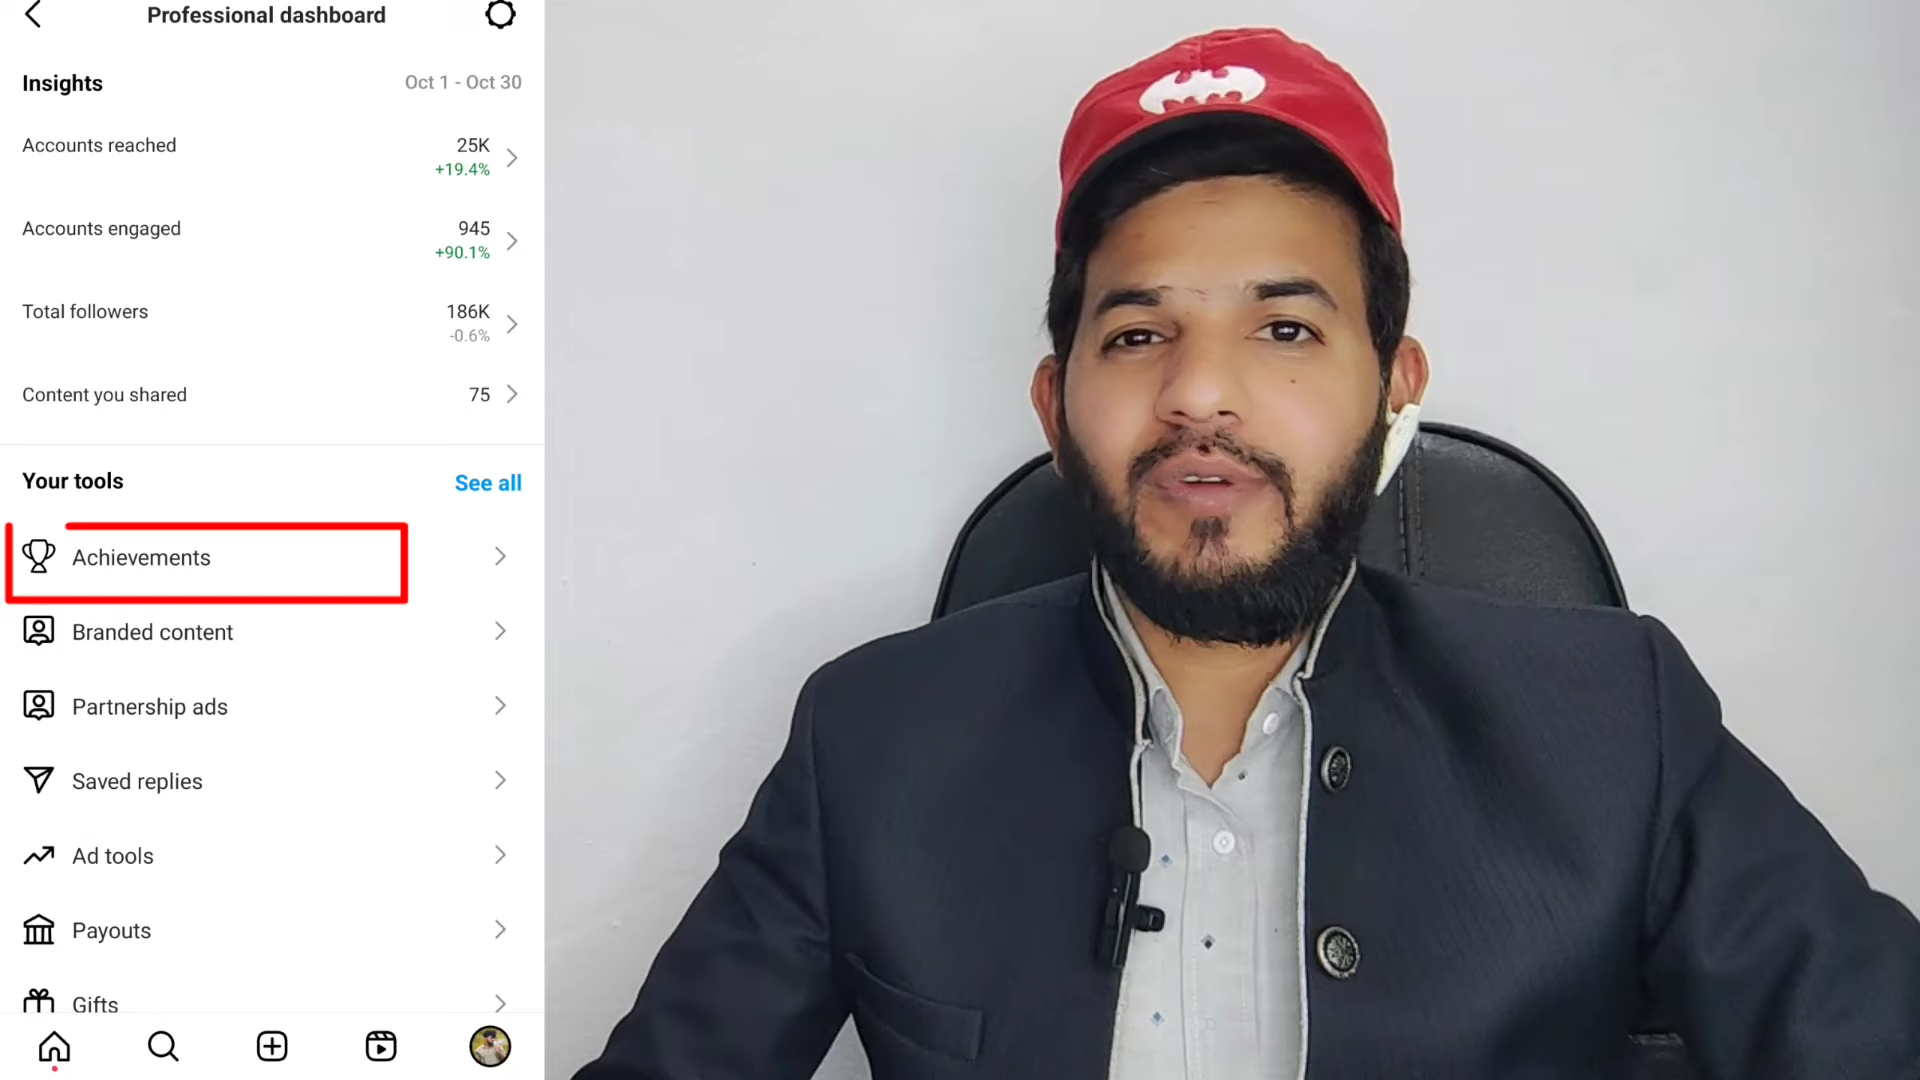 Professional dashboard
Insights
Oct 1 - Oct 30
Accounts reached
25K
+19.4%
Accounts engaged
945
+90.1%
Total followers
186K
-0.6%
Content you shared
75
Your tools
See all
Achievements
Branded content
Partnership ads
Saved replies
Ad tools
Payouts
Gifts